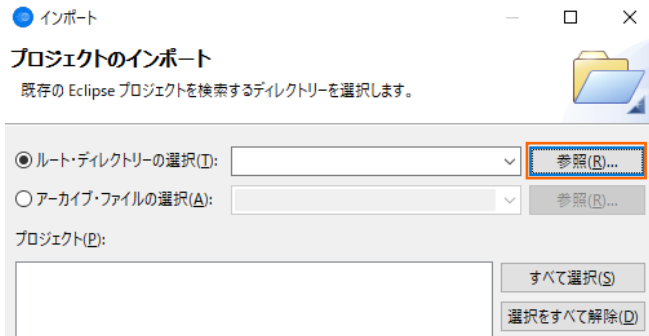 インポート
プロジェクトのインポート
既存の Eclipse プロジェクトを検索するディレクトリーを選択します。
ルート・ディレクトリーの選択(T): 参照(R)...
アーカイブ・ファイルの選択(A): 参照(R)...
プロジェクト(P):
すべて選択(S)
選択をすべて解除(D)